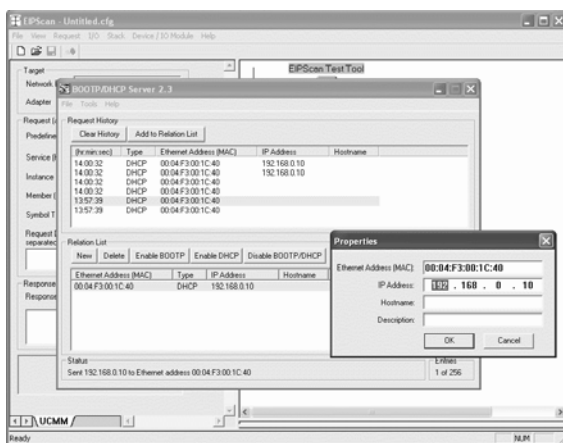 EIPScan - Untitled.cfg
File View Request I/O Stack Device / IO Module Help
Target
EIPScan Test Tool
Network
Adapter
BOOTP/DHCP Server 2.3
File Tools Help
Request History
Clear History Add to Relation List
(hr:min:sec) Type Ethernet Address (MAC) IP Address Hostname
14:00:32 DHCP 00:04:F3:00:1C:40 192.168.0.10
14:00:32 DHCP 00:04:F3:00:1C:40 192.168.0.10
14:00:32 DHCP 00:04:F3:00:1C:40
14:00:32 DHCP 00:04:F3:00:1C:40
13:57:39 DHCP 00:04:F3:00:1C:40
13:57:39 DHCP 00:04:F3:00:1C:40
Request
Predefine
Service
Instance
Member
Symbol T
Request D
separated
Response
Respons
Relation List
New Delete Enable BOOTP Enable DHCP Disable BOOTP/DHCP
Ethernet Address (MAC) Type IP Address Hostname
00:04:F3:00:1C:40 DHCP 192.168.0.10
Properties
Ethernet Address (MAC): 00:04:F3:00:1C:40
IP Address: 192 . 168 . 0 . 10
Hostname:
Description:
OK Cancel
Status
Sent 192.168.0.10 to Ethernet address 00:04:F3:00:1C:40
Entries
1 of 256
UCMM
Ready
NUM